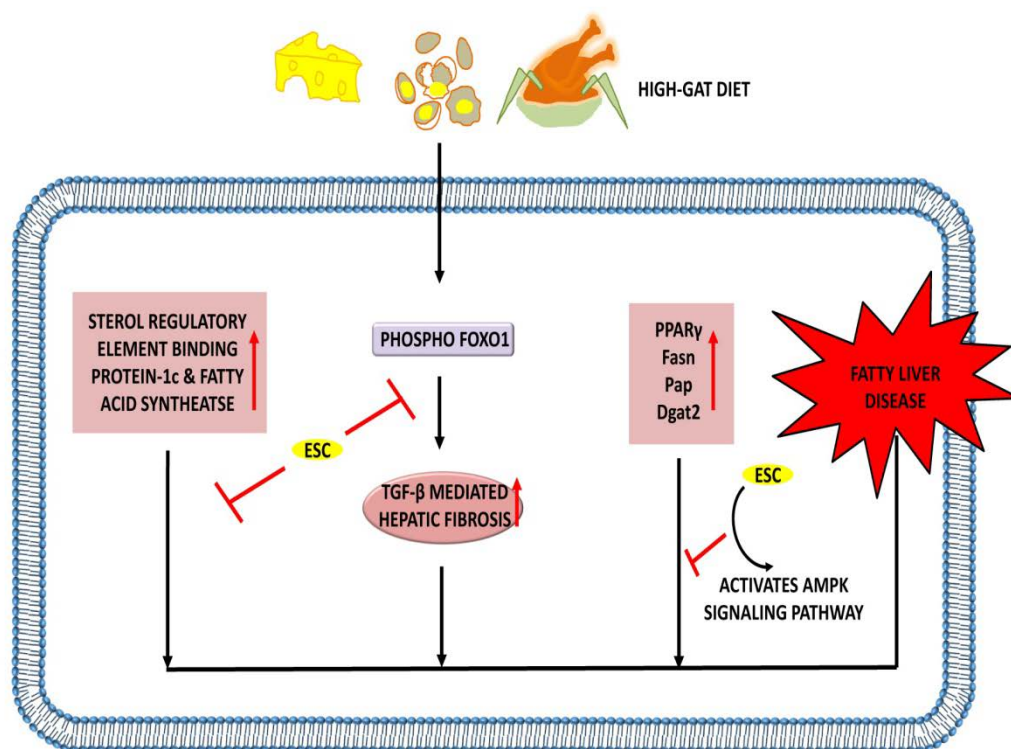 HIGH-GAT DIET
STEROL REGULATORY
ELEMENT BINDING
PROTEIN-1c & FATTY
ACID SYNTHEATSE
PHOSPHO FOXO1
PPARγ
Fasn
Pap
Dgat2
FATTY LIVER
DISEASE
ESC
TGF-β MEDIATED
HEPATIC FIBROSIS
ESC
ACTIVATES AMPK
SIGNALING PATHWAY